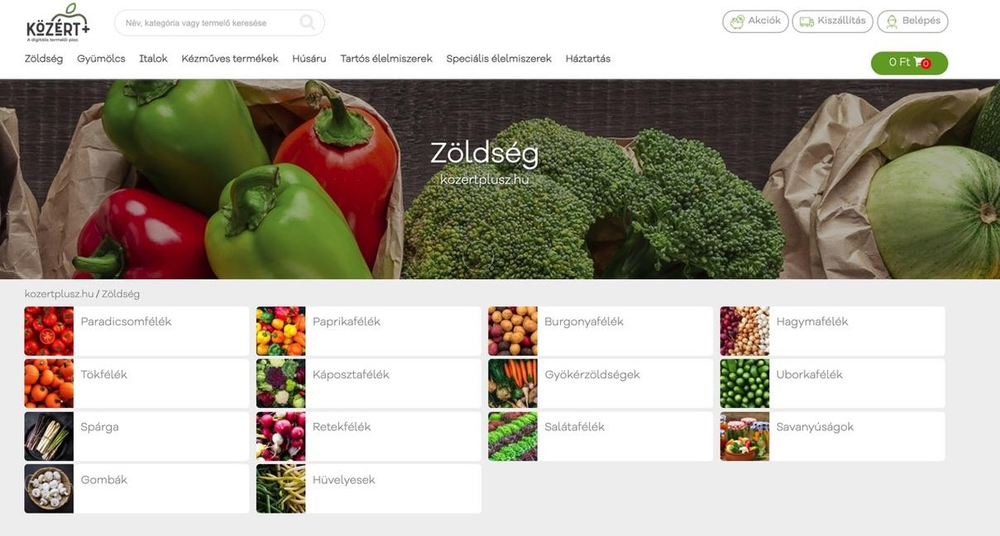 KÖZÉRT+
A digitális termelői piac
Név, kategória vagy termelő keresése
Akciók
Kiszállítás
Belépés
Zöldség Gyümölcs Italok Kézműves termékek Húsáru Tartós élelmiszerek Speciális élelmiszerek Háztartás
0 Ft 0
Zöldség
kozertplusz.hu
kozertplusz.hu / Zöldség
Paradicsomfélék
Paprikafélék
Burgonyafélék
Hagymafélék
Tökfélék
Káposztafélék
Gyökérzöldségek
Uborkafélék
Spárga
Retekfélék
Salátafélék
Savanyúságok
Gombák
Hüvelyesek